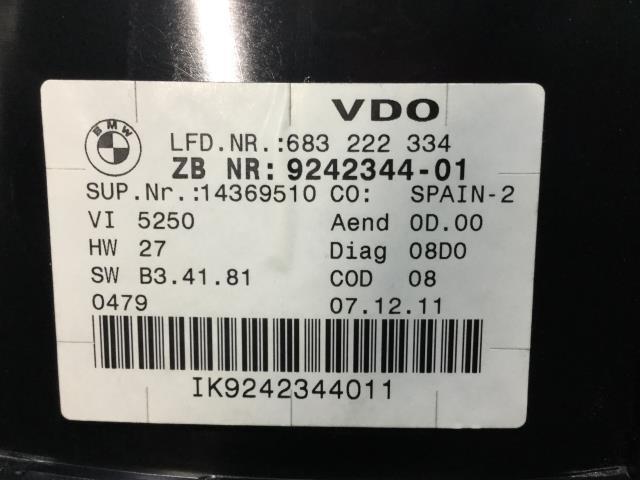 VDO
BMW
LFD.NR.:683 222 334
ZB NR: 9242344-01
SUP.Nr.:14369510 CO: SPAIN-2
VI 5250 Aend 0D.00
HW 27 Diag 08D0
SW B3.41.81 COD 08
0479 07.12.11
IK9242344011